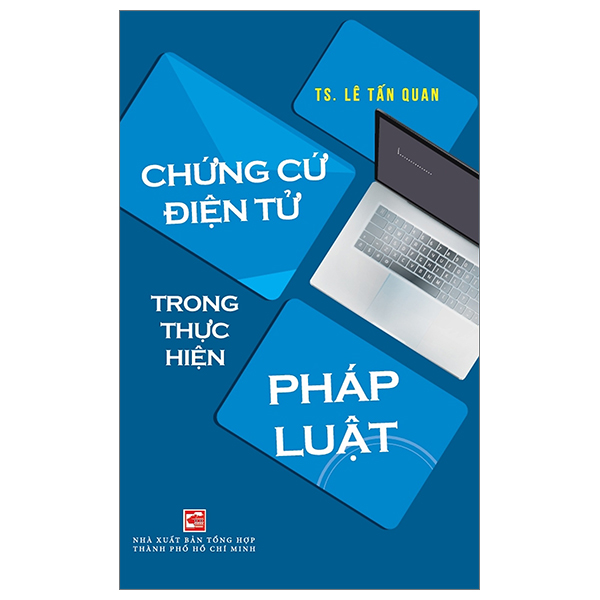 TS. LÊ TẤN QUAN
CHỨNG CỨ
ĐIỆN TỬ
TRONG
THỰC
HIỆN
PHÁP
LUẬT
NHÀ XUẤT BẢN TỔNG HỢP
THÀNH PHỐ HỒ CHÍ MINH